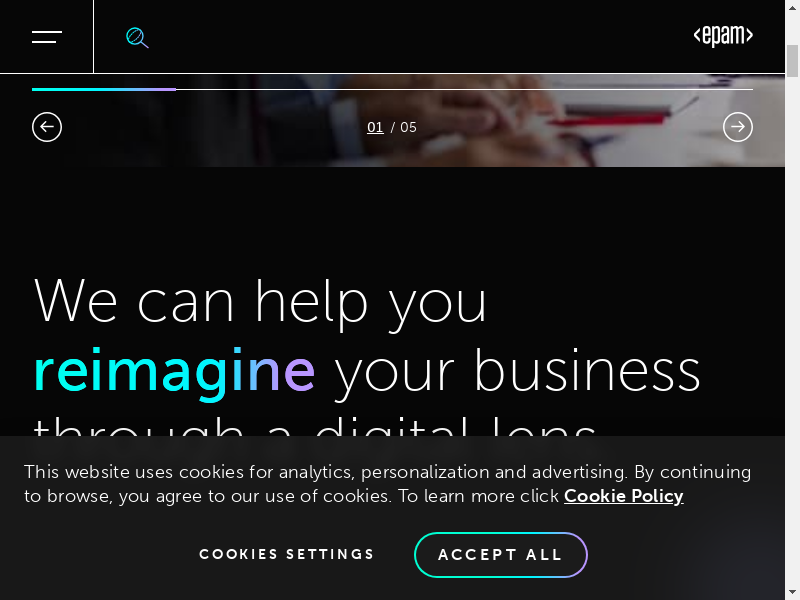 <epam>
01 / 05
We can help you
reimagine your business
through a digital lens
This website uses cookies for analytics, personalization and advertising. By continuing
to browse, you agree to our use of cookies. To learn more click Cookie Policy
COOKIES SETTINGS
ACCEPT ALL